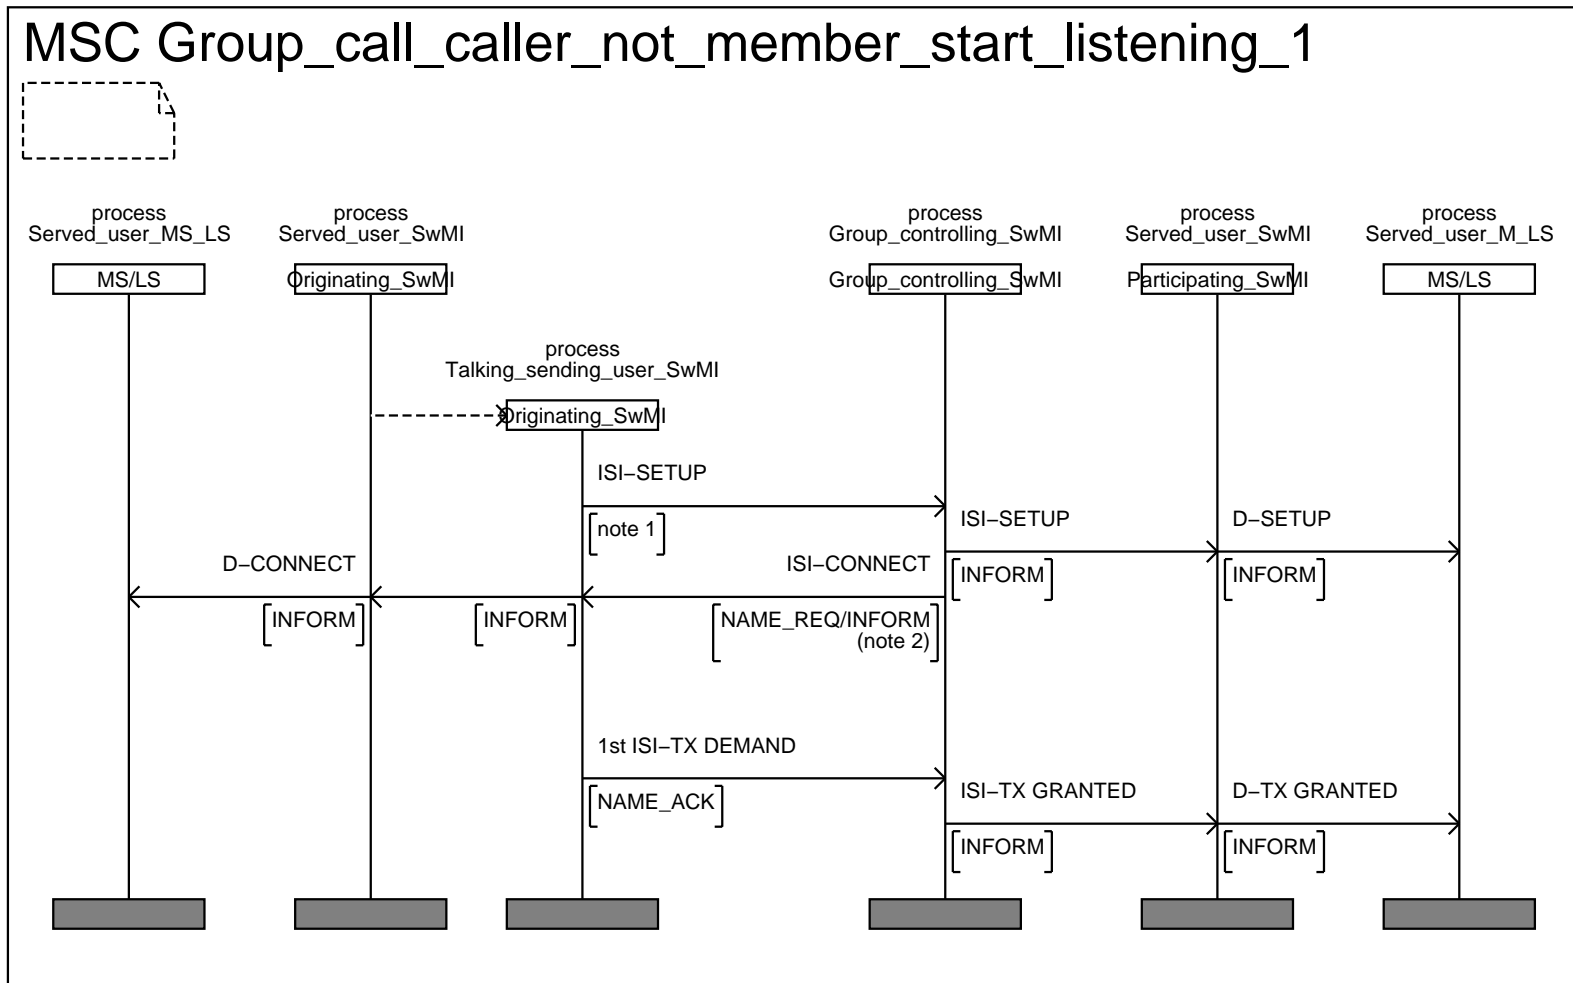 MSC Group_call_caller_not_member_start_listening_1
process
Served_user_MS_LS
process
Served_user_SwMI
process
Group_controlling_SwMI
process
Served_user_SwMI
process
Served_user_M_LS
MS/LS
Originating_SwMI
Group_controlling_SwMI
Participating_SwMI
MS/LS
process
Talking_sending_user_SwMI
Originating_SwMI
ISI−SETUP
note 1
ISI−SETUP
D−SETUP
D−CONNECT
ISI−CONNECT
INFORM
INFORM
INFORM
INFORM
NAME_REQ/INFORM
(note 2)
1st ISI−TX DEMAND
NAME_ACK
ISI−TX GRANTED
D−TX GRANTED
INFORM
INFORM